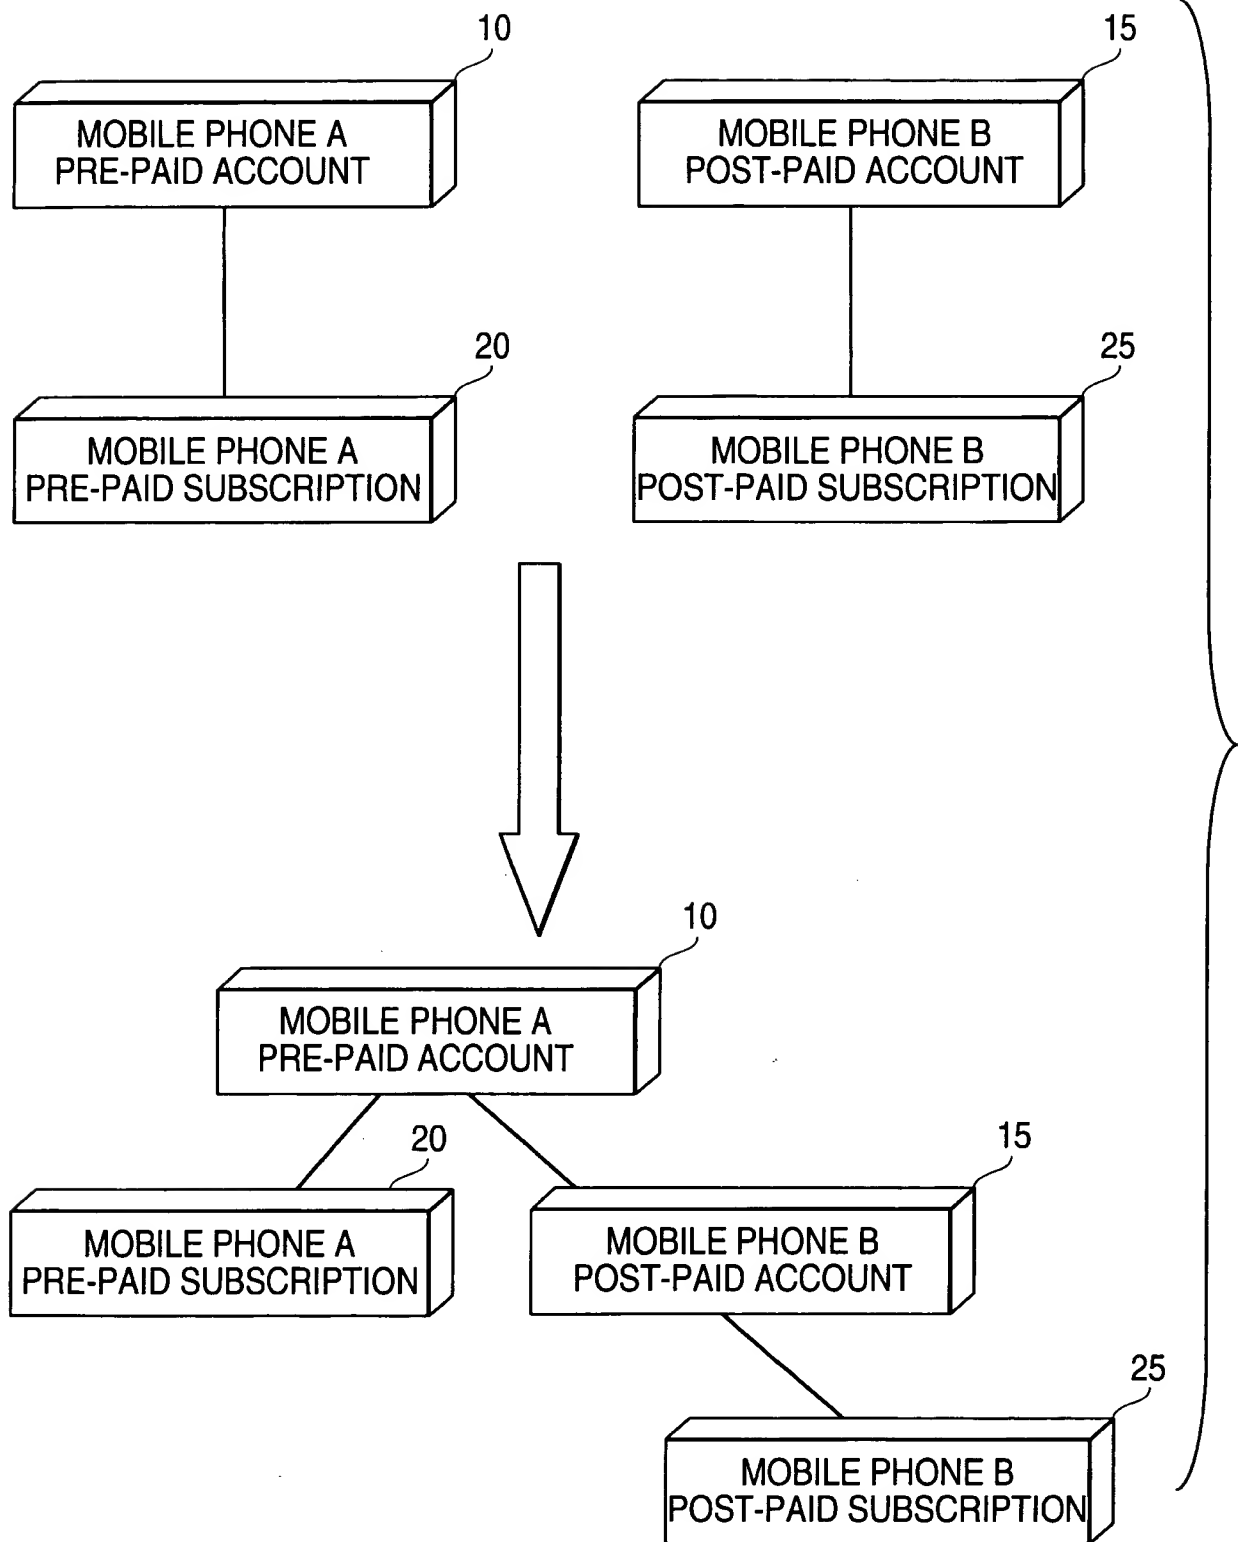 10
15
MOBILE PHONE A
PRE-PAID ACCOUNT
MOBILE PHONE B
POST-PAID ACCOUNT
20
25
MOBILE PHONE A
PRE-PAID SUBSCRIPTION
MOBILE PHONE B
POST-PAID SUBSCRIPTION
10
MOBILE PHONE A
PRE-PAID ACCOUNT
20
15
MOBILE PHONE A
PRE-PAID SUBSCRIPTION
MOBILE PHONE B
POST-PAID ACCOUNT
25
MOBILE PHONE B
POST-PAID SUBSCRIPTION